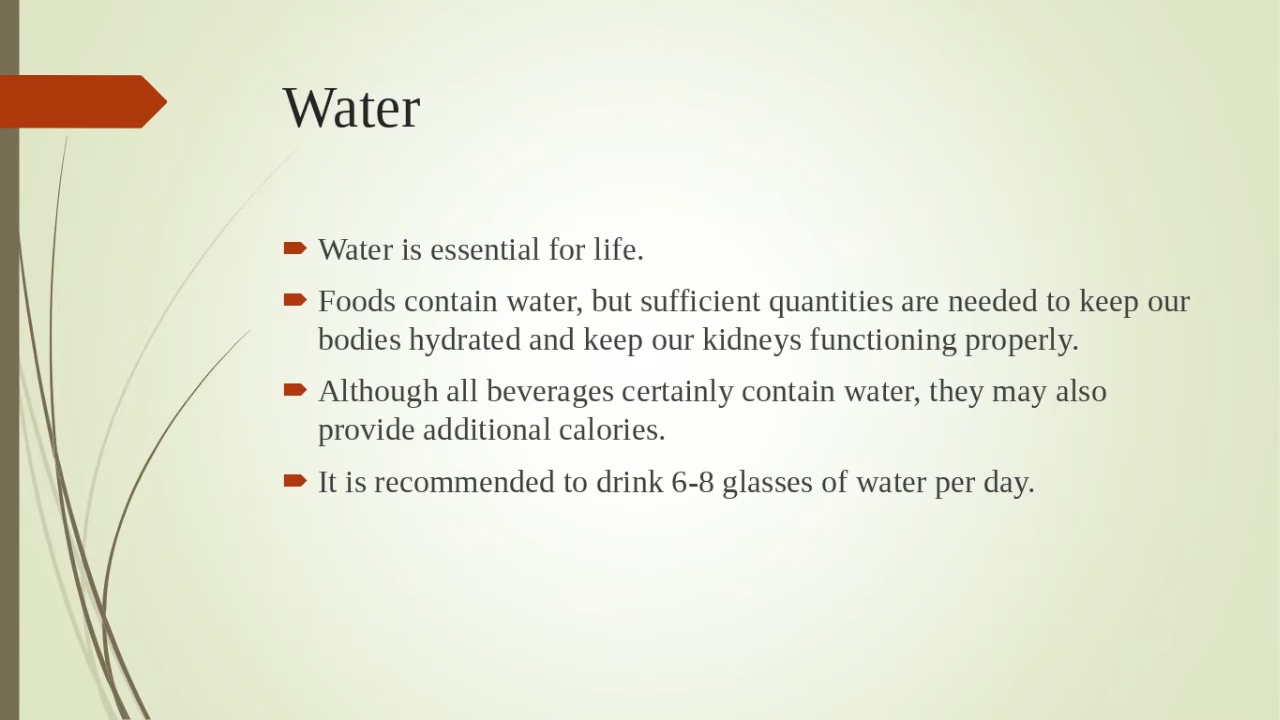 Water
Water is essential for life.
Foods contain water, but sufficient quantities are needed to keep our
bodies hydrated and keep our kidneys functioning properly.
Although all beverages certainly contain water, they may also
provide additional calories.
It is recommended to drink 6-8 glasses of water per day.